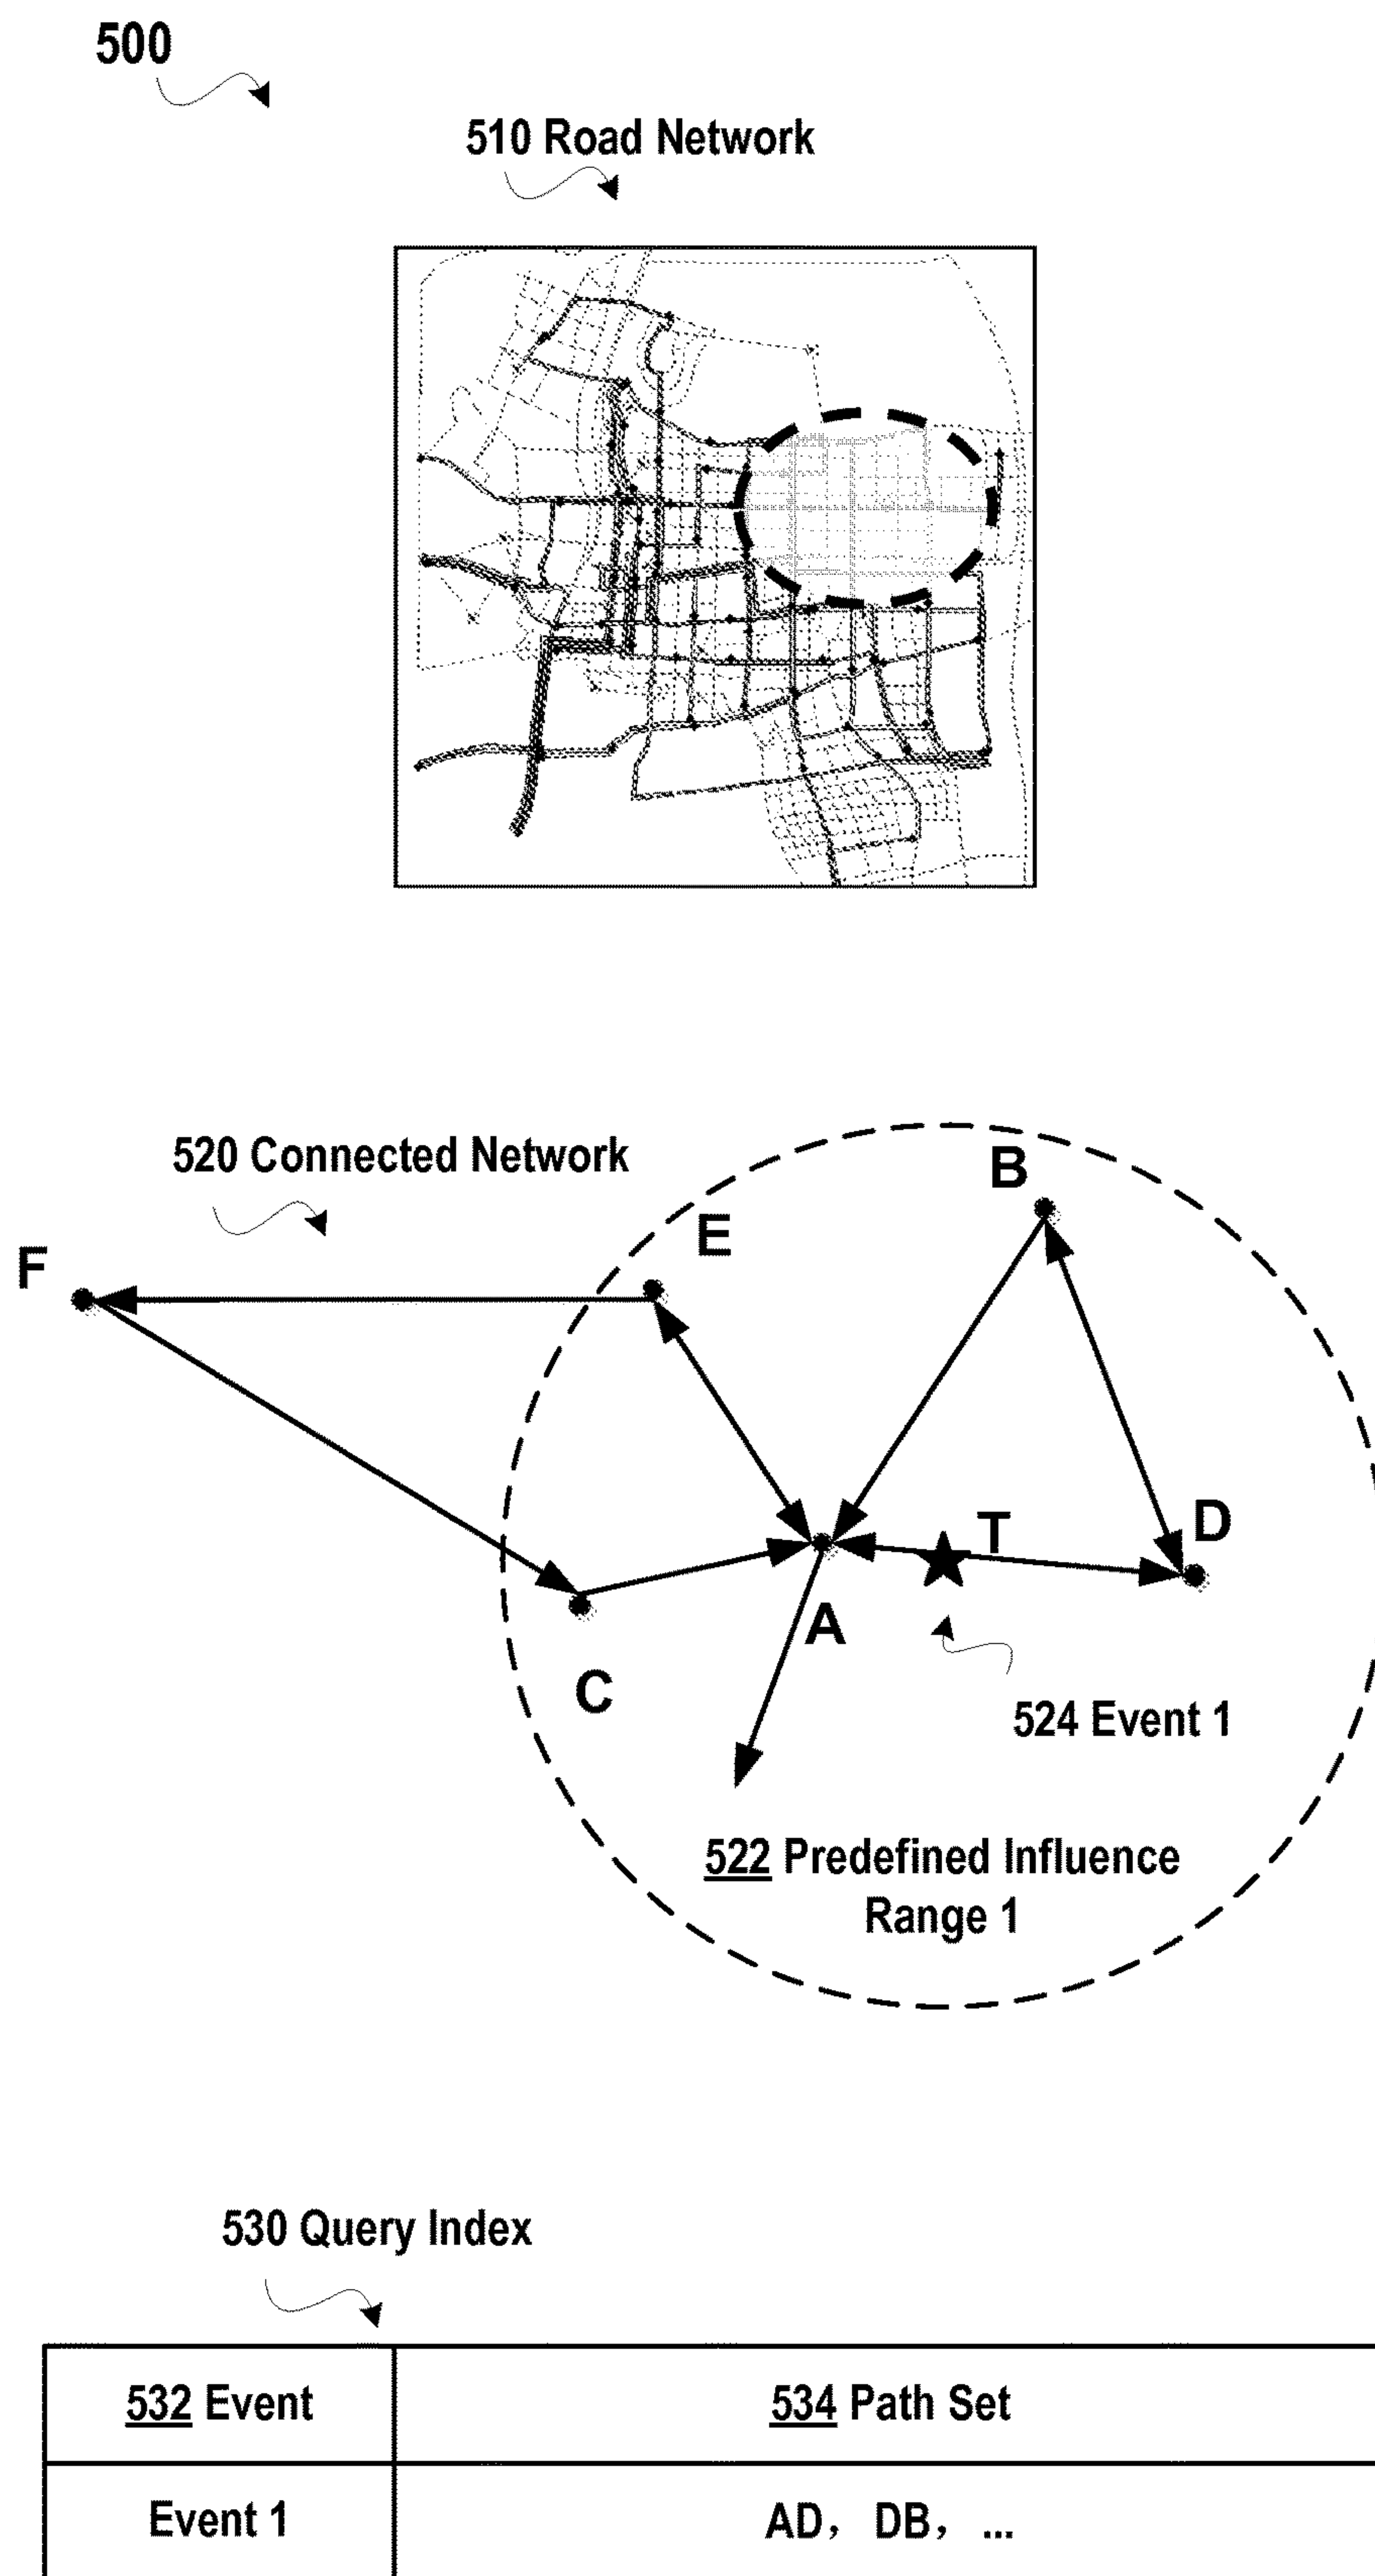 500
510 Road Network
520 Connected Network
B
E
F
T
D
A
C
524 Event 1
522 Predefined Influence
Range 1
530 Query Index
532 Event
534 Path Set
Event 1
AD, DB, ...